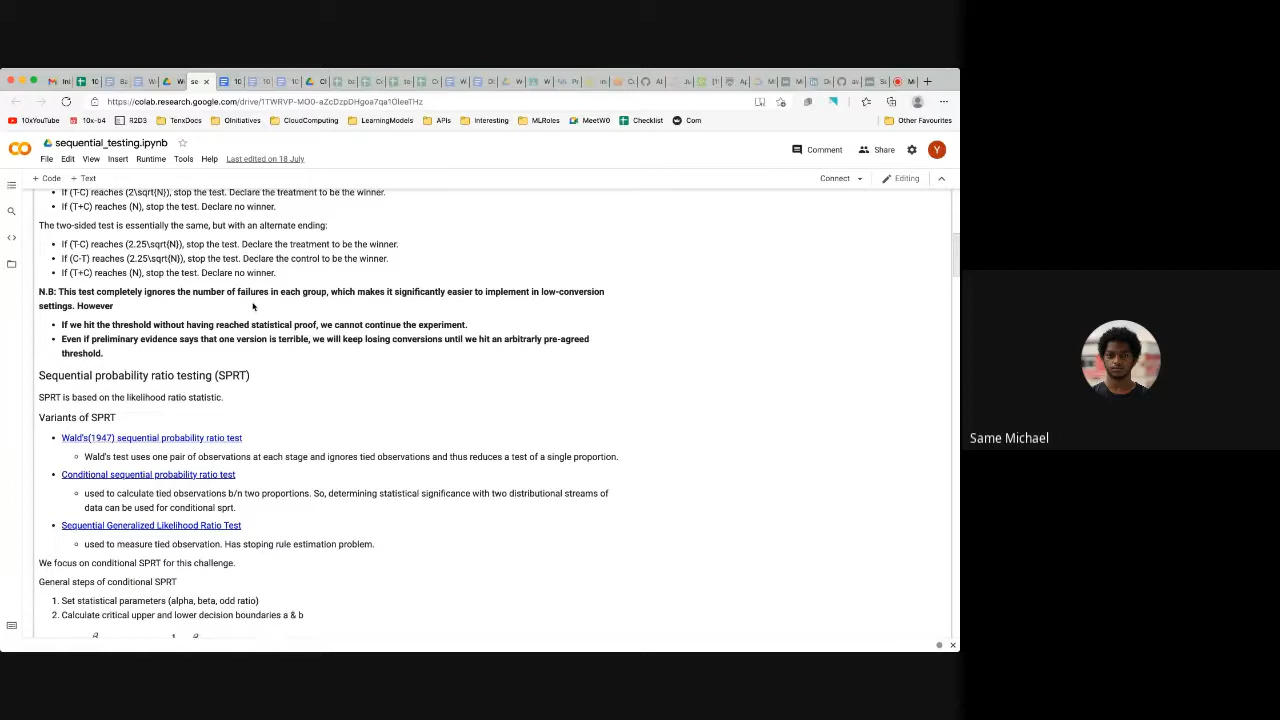 https://colab.research.google.com/drive/1TWRVP-MO0-aZcDzpDHgoa7qa1OleeTHz
10xYouTube
10x-b4
R2D3
TenxDocs
OInitiatives
CloudComputing
LearningModels
APIs
Interesting
MLRoles
MeetW0
Checklist
Com
Other Favourites
sequential_testing.ipynb
File Edit View Insert Runtime Tools Help Last edited on 18 July
Comment
Share
Y
+ Code + Text
Connect
Editing
• If (T-C) reaches (2\sqrt{N}), stop the test. Declare the treatment to be the winner.
• If (T+C) reaches (N), stop the test. Declare no winner.
The two-sided test is essentially the same, but with an alternate ending:
• If (T-C) reaches (2.25\sqrt{N}), stop the test. Declare the treatment to be the winner.
• If (C-T) reaches (2.25\sqrt{N}), stop the test. Declare the control to be the winner.
• If (T+C) reaches (N), stop the test. Declare no winner.
N.B: This test completely ignores the number of failures in each group, which makes it significantly easier to implement in low-conversion
settings. However
• If we hit the threshold without having reached statistical proof, we cannot continue the experiment.
• Even if preliminary evidence says that one version is terrible, we will keep losing conversions until we hit an arbitrarly pre-agreed
threshold.
Sequential probability ratio testing (SPRT)
SPRT is based on the likelihood ratio statistic.
Variants of SPRT
• Wald's(1947) sequential probability ratio test
◦ Wald's test uses one pair of observations at each stage and ignores tied observations and thus reduces a test of a single proportion.
• Conditional sequential probability ratio test
◦ used to calculate tied observations b/n two proportions. So, determining statistical significance with two distributional streams of
data can be used for conditional sprt.
• Sequential Generalized Likelihood Ratio Test
◦ used to measure tied observation. Has stoping rule estimation problem.
We focus on conditional SPRT for this challenge.
General steps of conditional SPRT
1. Set statistical parameters (alpha, beta, odd ratio)
2. Calculate critical upper and lower decision boundaries a & b
Same Michael